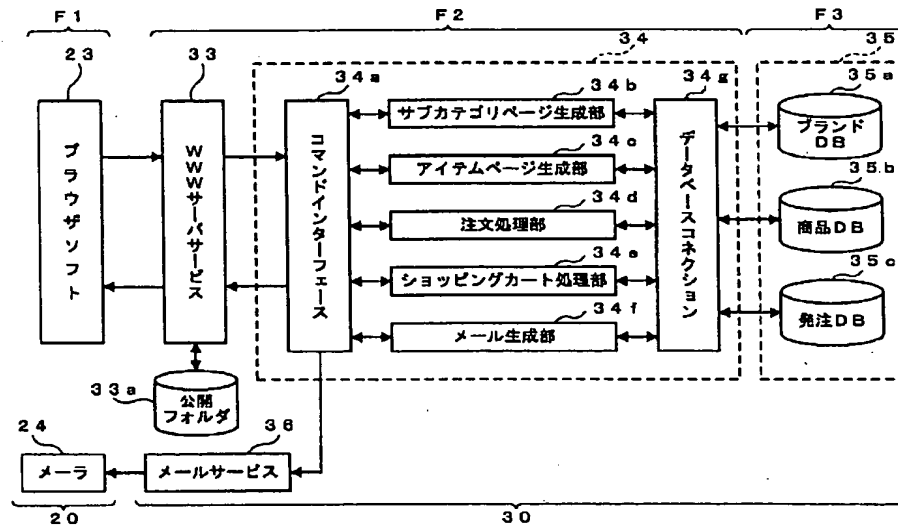 F1
F2
F3
23
33
34
35
34a
34b
34g
35a
ブラウザソフト
WWWサーバサービス
コマンドインターフェース
サブカテゴリページ生成部
データベースコネクション
ブランド
DB
34c
アイテムページ生成部
35b
34d
注文処理部
商品DB
34e
ショッピングカート処理部
35c
34f
メール生成部
発注DB
33a
公開
フォルダ
24
36
メーラ
メールサービス
20
30